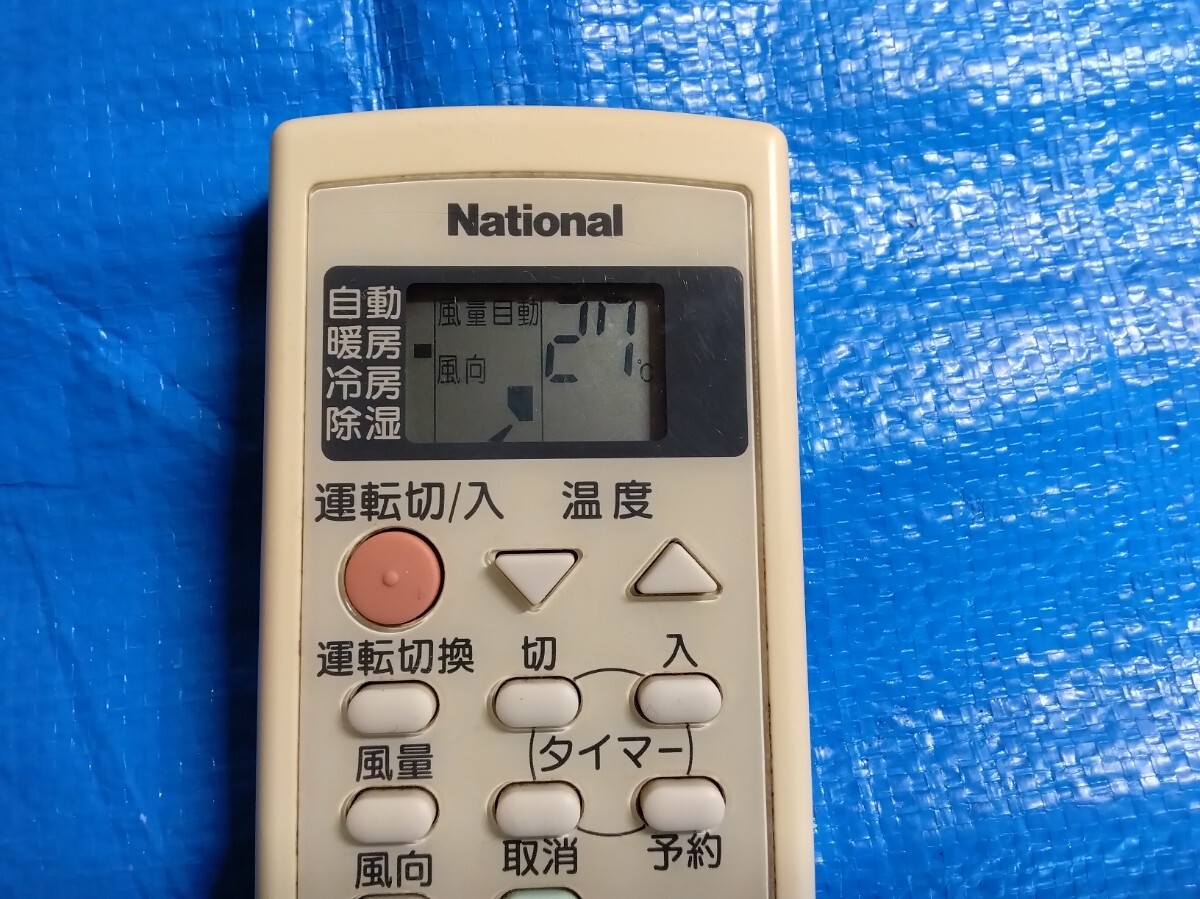 National
自動
暖房
冷房
除湿
風量自動
風向
27℃
運転切/入
温度
運転切換
切
入
風量
(タイマー)
風向
取消
予約